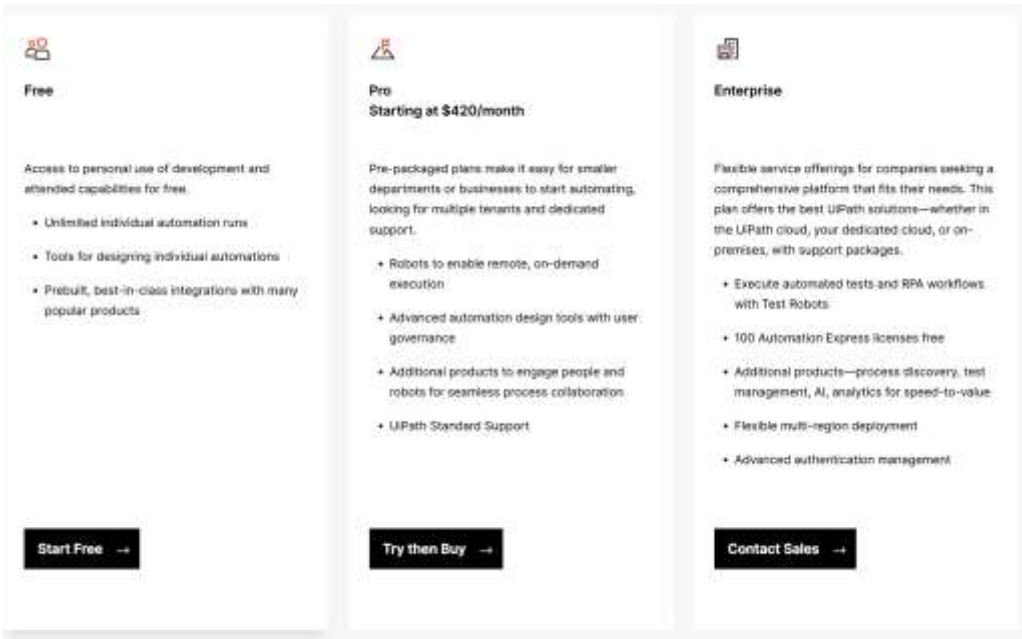 Free
Access to personal use of development and
attended capabilities for free.
• Unlimited individual automation runs
• Tools for designing individual automations
• Prebuilt, best-in-class integrations with many
popular products
Start Free →
Pro
Starting at $420/month
Pre-packaged plans make it easy for smaller
departments or businesses to start automating,
looking for multiple tenants and dedicated
support.
• Robots to enable remote, on-demand
execution
• Advanced automation design tools with user
governance
• Additional products to engage people and
robots for seamless process collaboration
• UiPath Standard Support
Try then Buy →
Enterprise
Flexible service offerings for companies seeking a
comprehensive platform that fits their needs. This
plan offers the best UiPath solutions—whether in
the UiPath cloud, your dedicated cloud, or on-
premises, with support packages.
• Execute automated tests and RPA workflows
with Test Robots
• 100 Automation Express licenses free
• Additional products—process discovery, test
management, AI, analytics for speed-to-value
• Flexible multi-region deployment
• Advanced authentication management
Contact Sales →